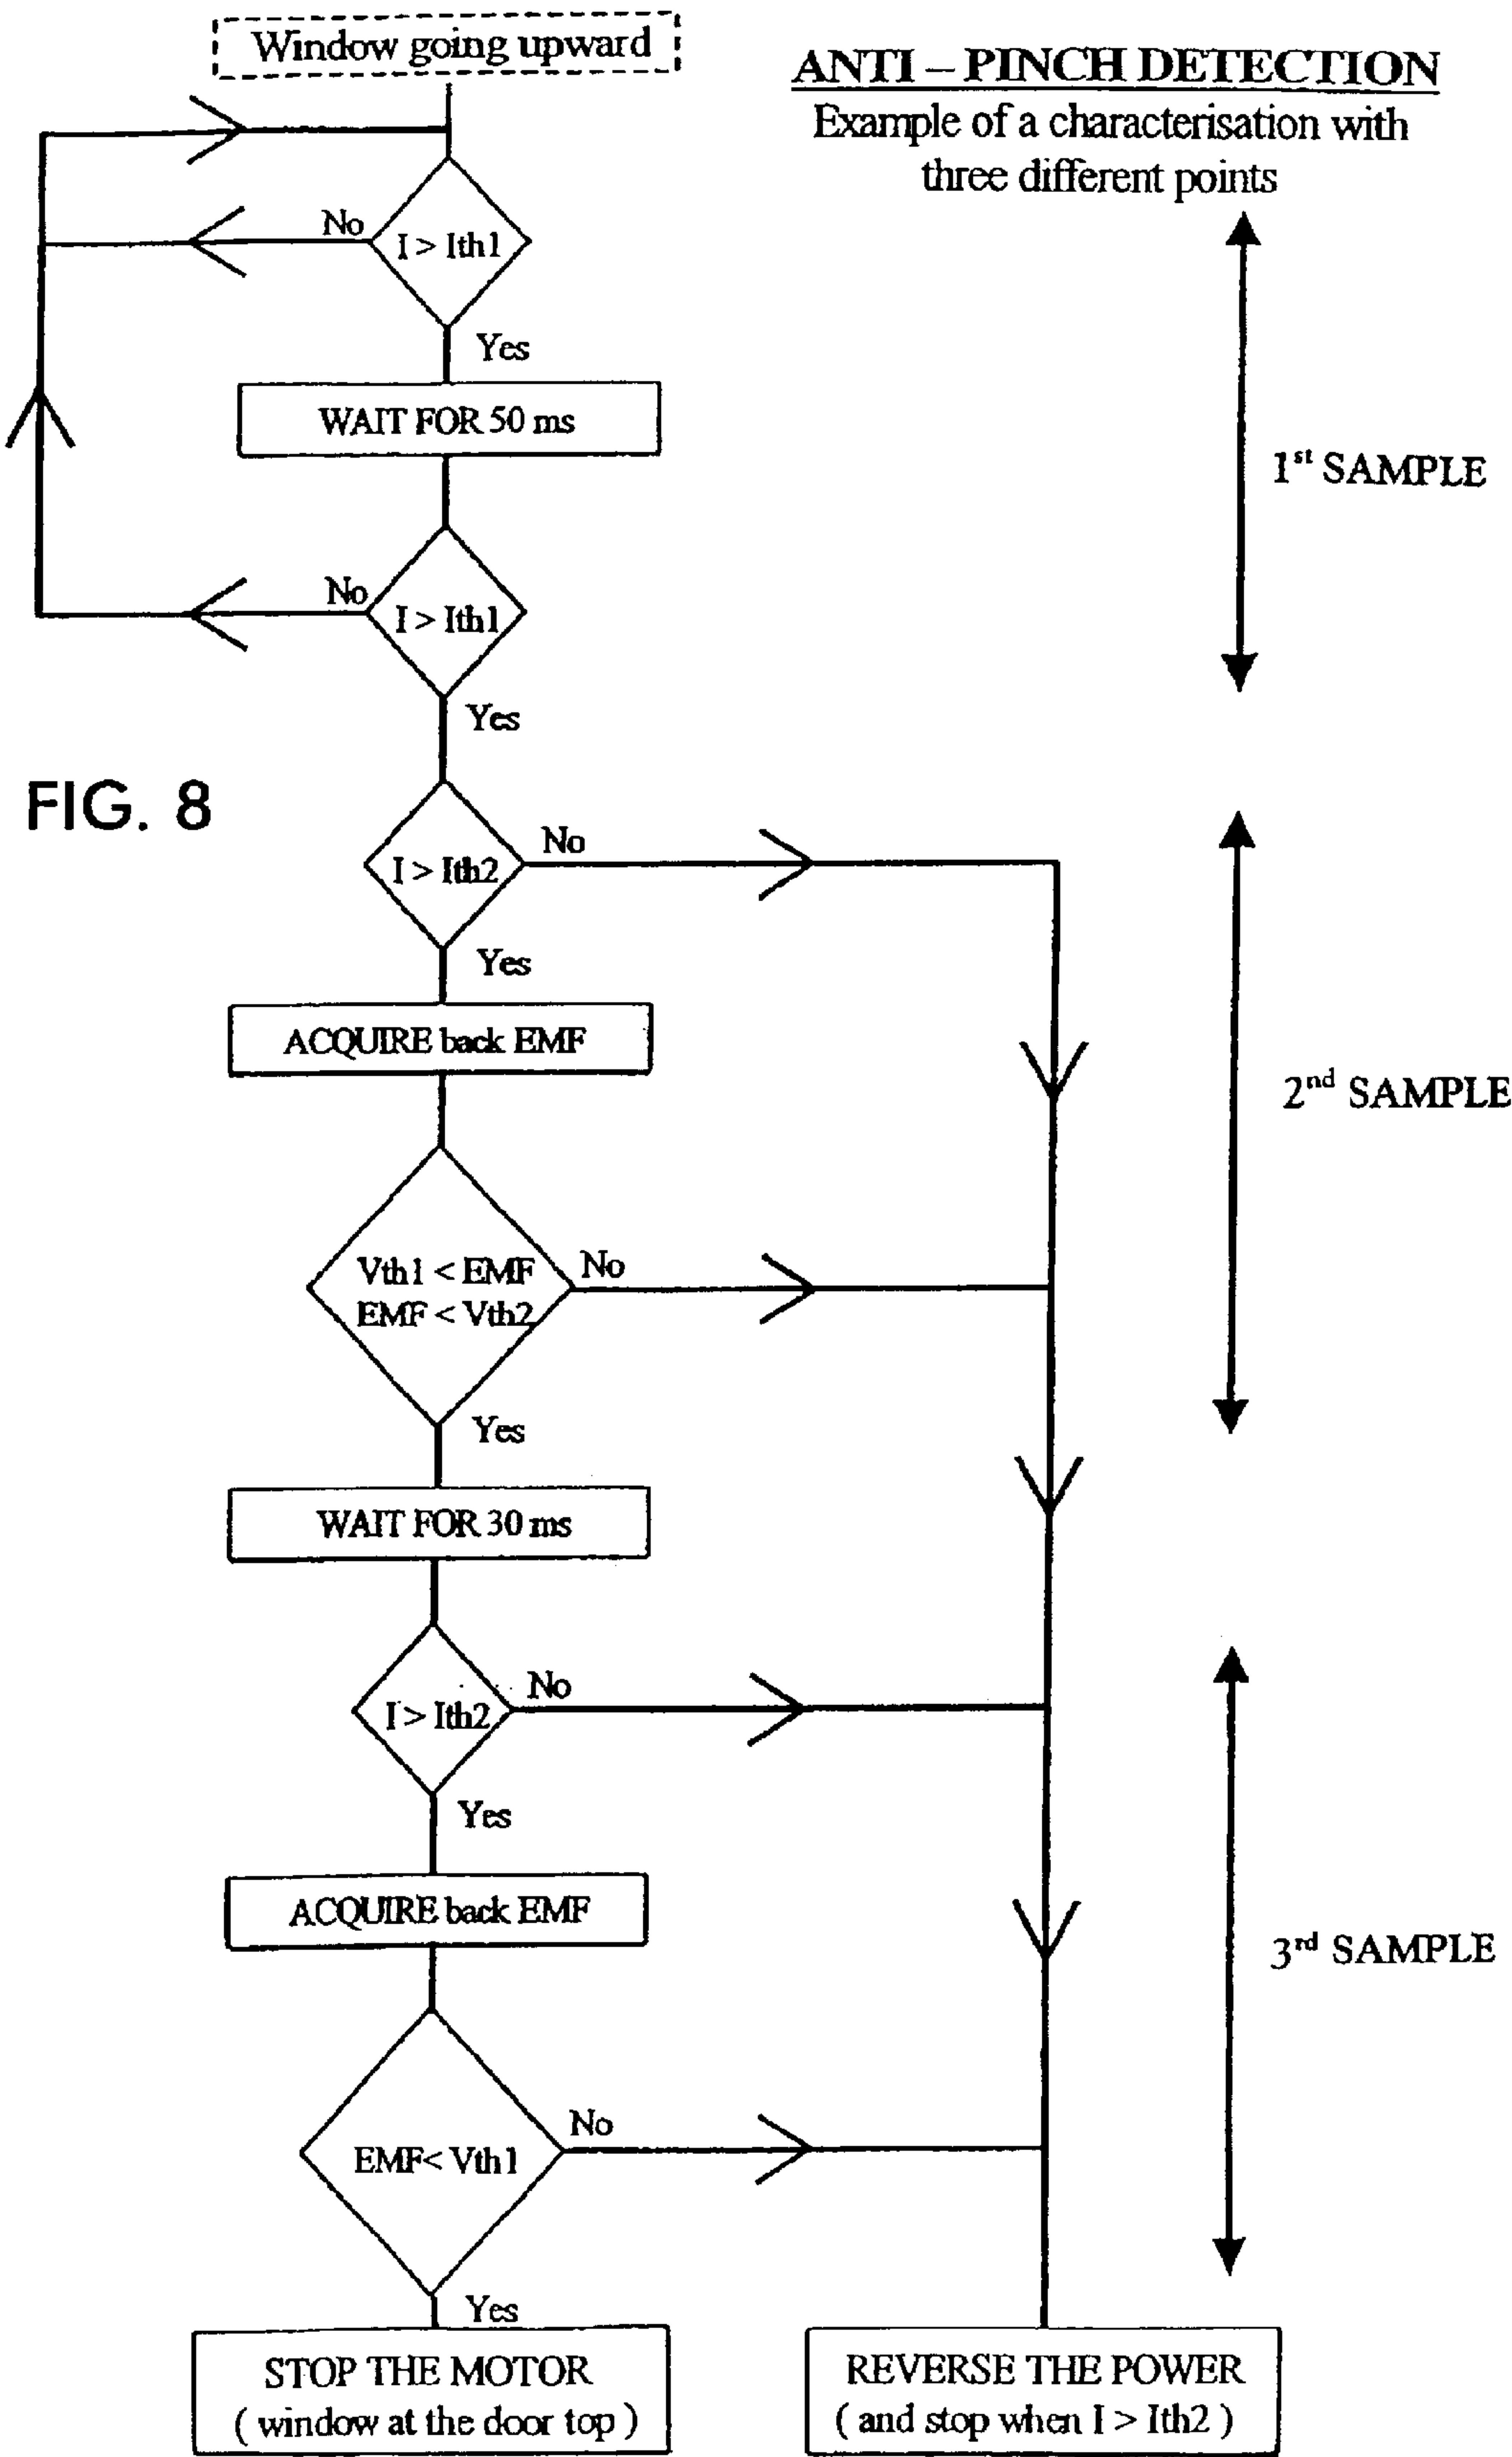 Window going upward
ANTI – PINCH DETECTION
Example of a characterisation with
three different points
No
I > Ith1
Yes
WAIT FOR 50 ms
1st SAMPLE
No
I > Ith1
Yes
FIG. 8
No
I > Ith2
Yes
ACQUIRE back EMF
2nd SAMPLE
Vth1 < EMF
EMF < Vth2
No
Yes
WAIT FOR 30 ms
No
I > Ith2
Yes
ACQUIRE back EMF
3rd SAMPLE
No
EMF< Vth1
Yes
STOP THE MOTOR
( window at the door top )
REVERSE THE POWER
( and stop when I > Ith2 )